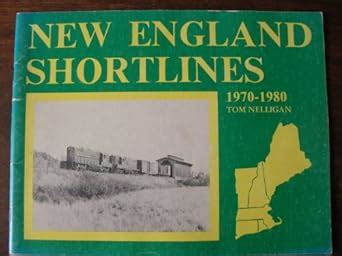 NEW ENGLAND
SHORTLINES
1970-1980
TOM NELLIGAN